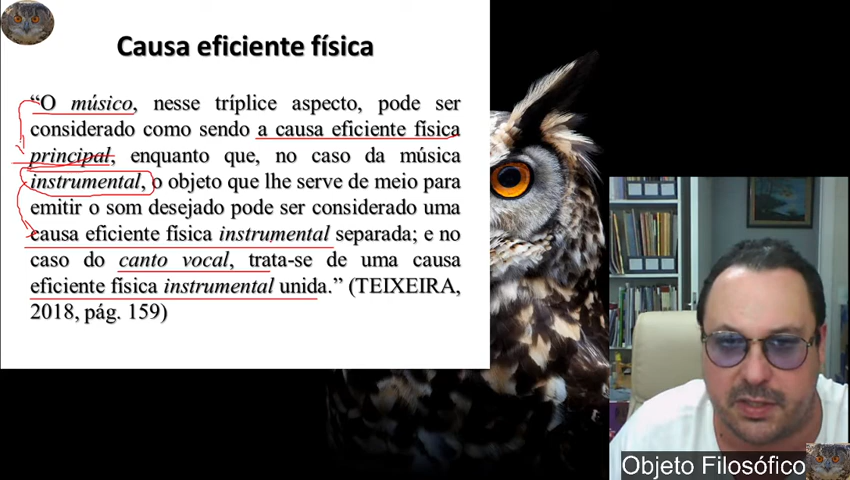 Causa eficiente física
“O músico, nesse tríplice aspecto, pode ser
considerado como sendo a causa eficiente física
principal, enquanto que, no caso da música
instrumental, o objeto que lhe serve de meio para
emitir o som desejado pode ser considerado uma
causa eficiente física instrumental separada; e no
caso do canto vocal, trata-se de uma causa
eficiente física instrumental unida.” (TEIXEIRA,
2018, pág. 159)
Objeto Filosófico